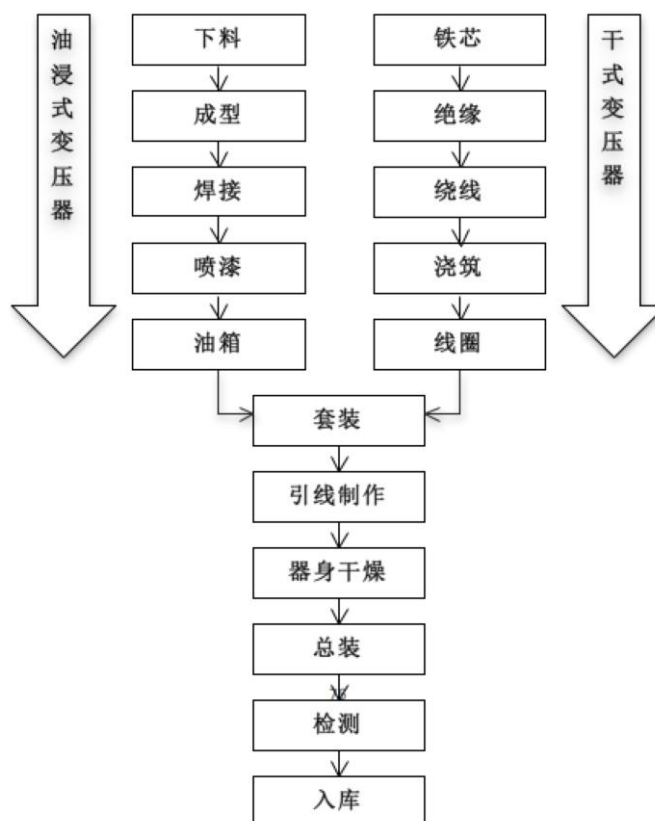 油浸式变压器
下料
成型
焊接
喷漆
油箱
铁芯
绝缘
绕线
浇筑
线圈
干式变压器
套装
引线制作
器身干燥
总装
检测
入库